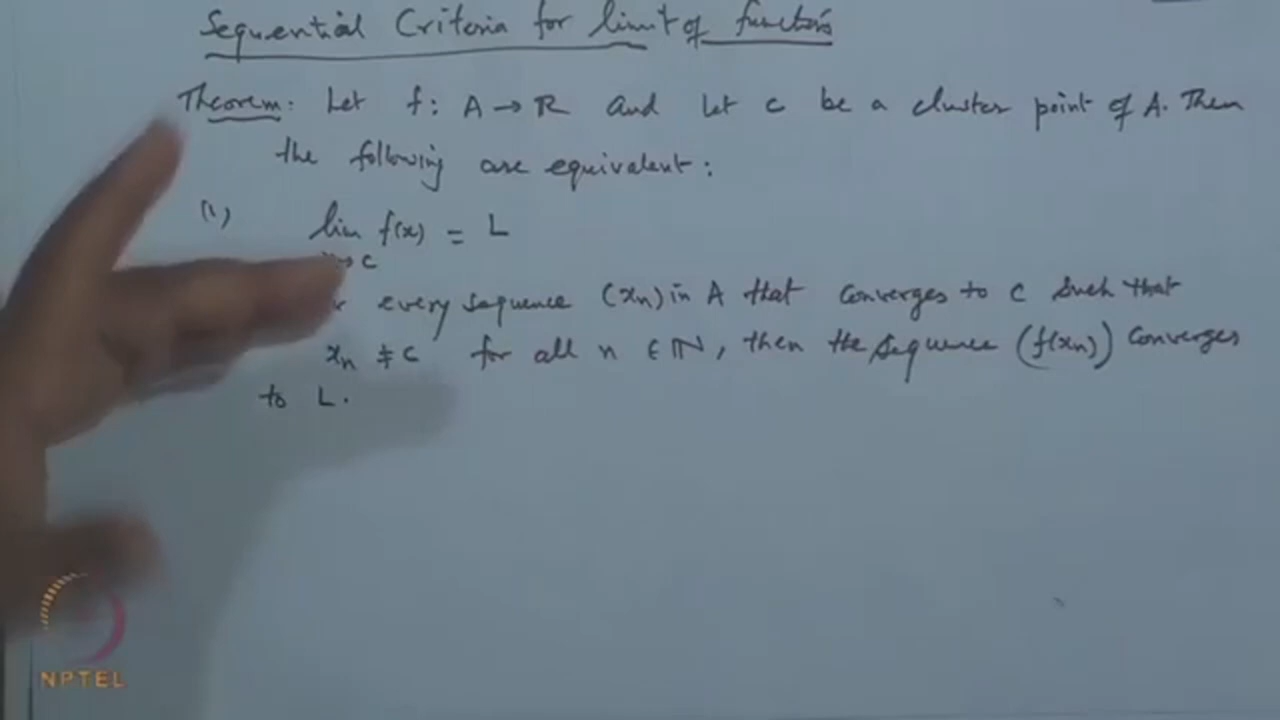 Sequential Criteria for limit of functions
Theorem: Let f: A → R and let c be a cluster point of A. Then
the following are equivalent:
(i) lim f(x) = L
→ c
every sequence (xn) in A that converges to c such that
xn ≠ c for all n ∈ N, then the sequence (f(xn)) converges
to L.
NPTEL